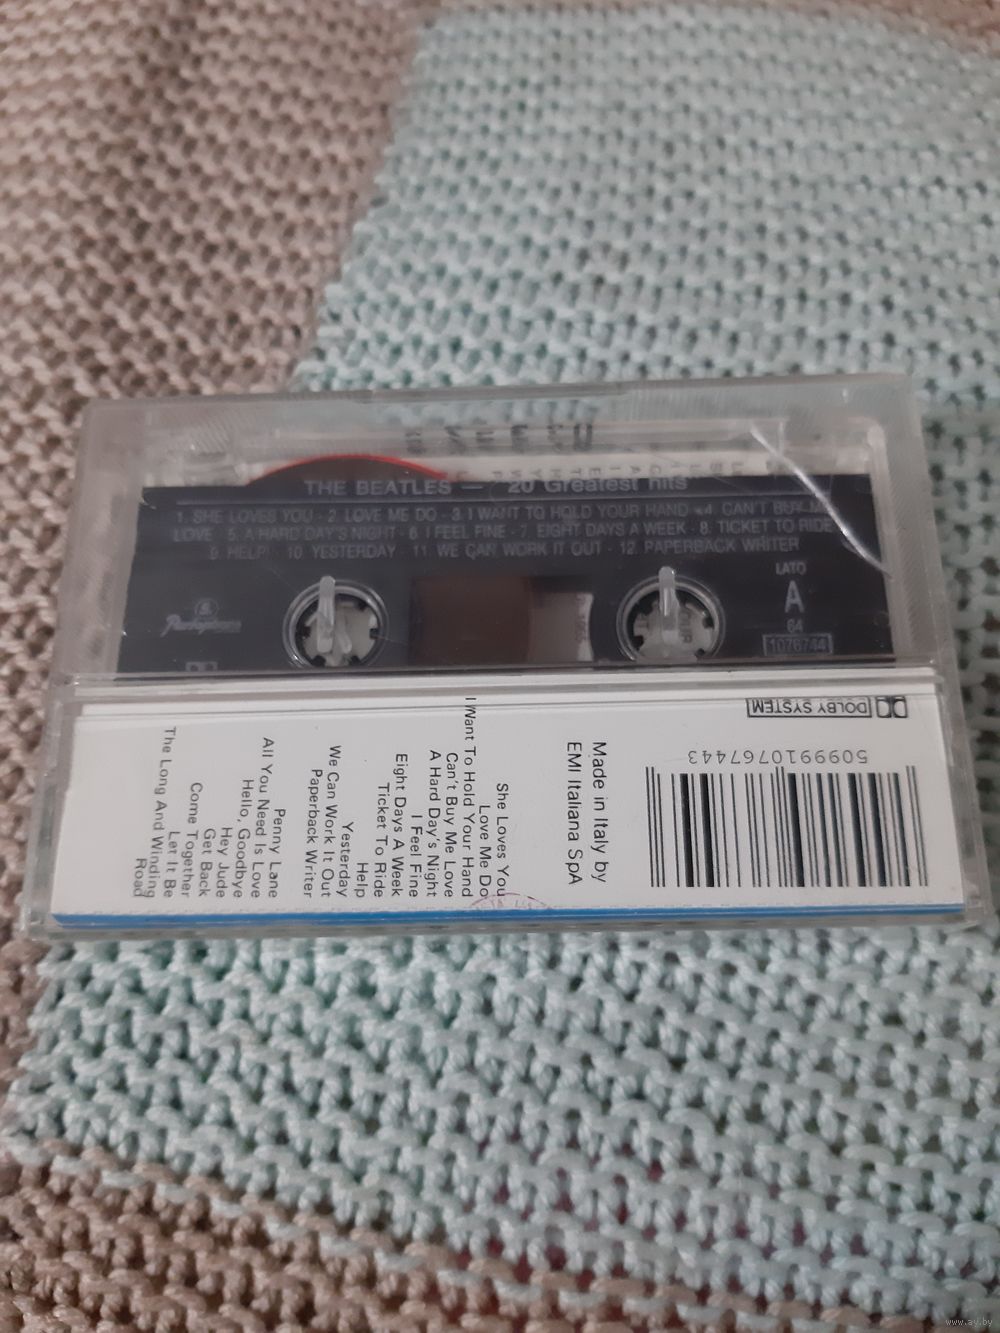 THE BEATLES — 20 Greatest hits
1. SHE LOVES YOU - 2. LOVE ME DO - 3. I WANT TO HOLD YOUR HAND - 4. CAN'T BUY ME
LOVE - 5. A HARD DAY'S NIGHT - 6. I FEEL FINE - 7. EIGHT DAYS A WEEK - 8. TICKET TO RIDE
9. HELP! - 10. YESTERDAY - 11. WE CAN WORK IT OUT - 12. PAPERBACK WRITER
LATO
A
64
1076744
Parlophone
DOLBY SYSTEM
5099910767443
Made in Italy by
EMI Italiana SpA
She Loves You
Love Me Do
I Want To Hold Your Hand
Can't Buy Me Love
A Hard Day's Night
I Feel Fine
Eight Days A Week
Ticket To Ride
Help
Yesterday
We Can Work It Out
Paperback Writer
Penny Lane
All You Need Is Love
Hello, Goodbye
Hey Jude
Get Back
Come Together
Let It Be
The Long And Winding
Road
www.ay.by